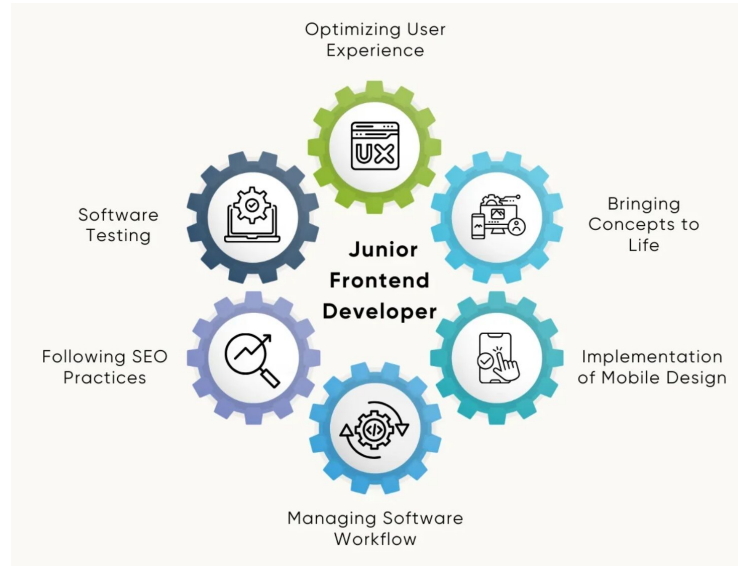 Optimizing User
Experience
UX
Bringing
Concepts to
Life
Software
Testing
Junior
Frontend
Developer
Following SEO
Practices
Implementation
of Mobile Design
</>
Managing Software
Workflow